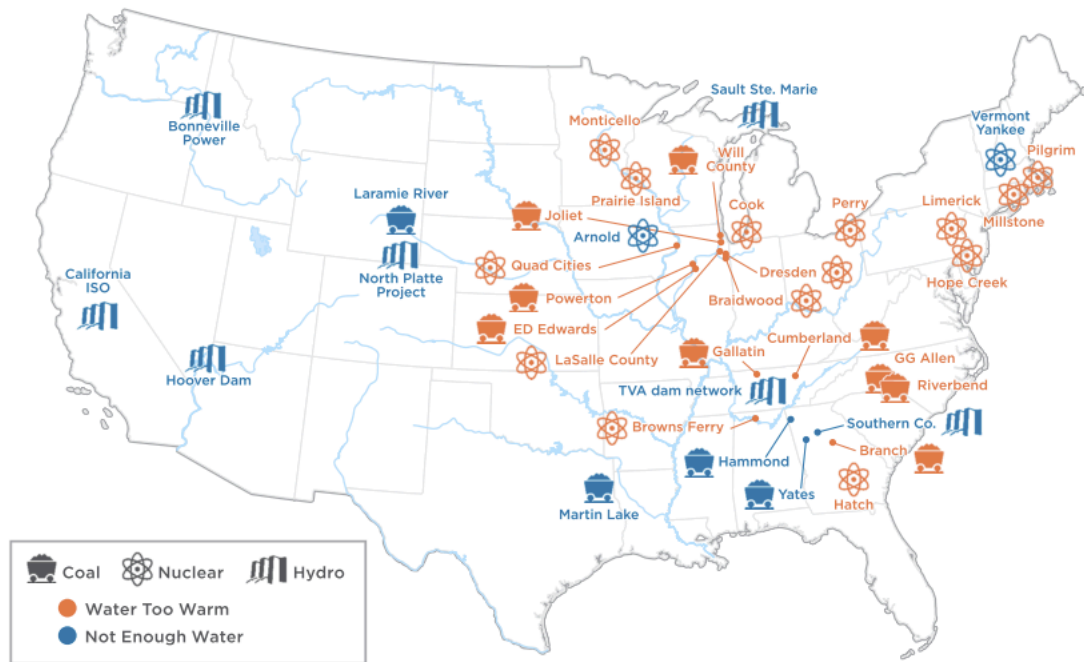 Sault Ste. Marie
Monticello
Vermont
Yankee
Bonneville
Power
Will
County
Pilgrim
Laramie River
Prairie Island
Cook
Perry
Limerick
Joliet
Millstone
Arnold
Quad Cities
North Platte
Project
Dresden
Hope Creek
California
ISO
Powerton
Braidwood
ED Edwards
Cumberland
LaSalle County
Gallatin
GG Allen
Hoover Dam
TVA dam network
Riverbend
Browns Ferry
Southern Co.
Hammond
Branch
Yates
Hatch
Martin Lake
Coal
Nuclear
Hydro
Water Too Warm
Not Enough Water